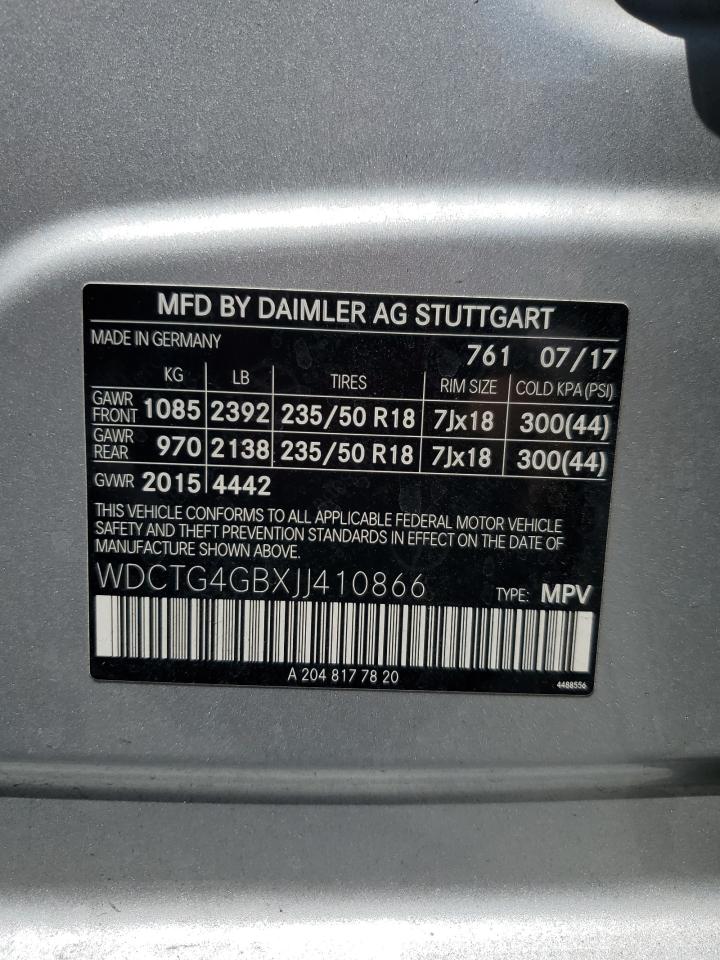 MFD BY DAIMLER AG STUTTGART
MADE IN GERMANY 761 07/17
KG LB TIRES RIM SIZE COLD KPA (PSI)
GAWR FRONT 1085 2392 235/50 R18 7Jx18 300(44)
GAWR REAR 970 2138 235/50 R18 7Jx18 300(44)
GVWR 2015 4442
THIS VEHICLE CONFORMS TO ALL APPLICABLE FEDERAL MOTOR VEHICLE
SAFETY AND THEFT PREVENTION STANDARDS IN EFFECT ON THE DATE OF
MANUFACTURE SHOWN ABOVE.
WDCTG4GBXJJ410866 TYPE: MPV
A 204 817 78 20
4488556